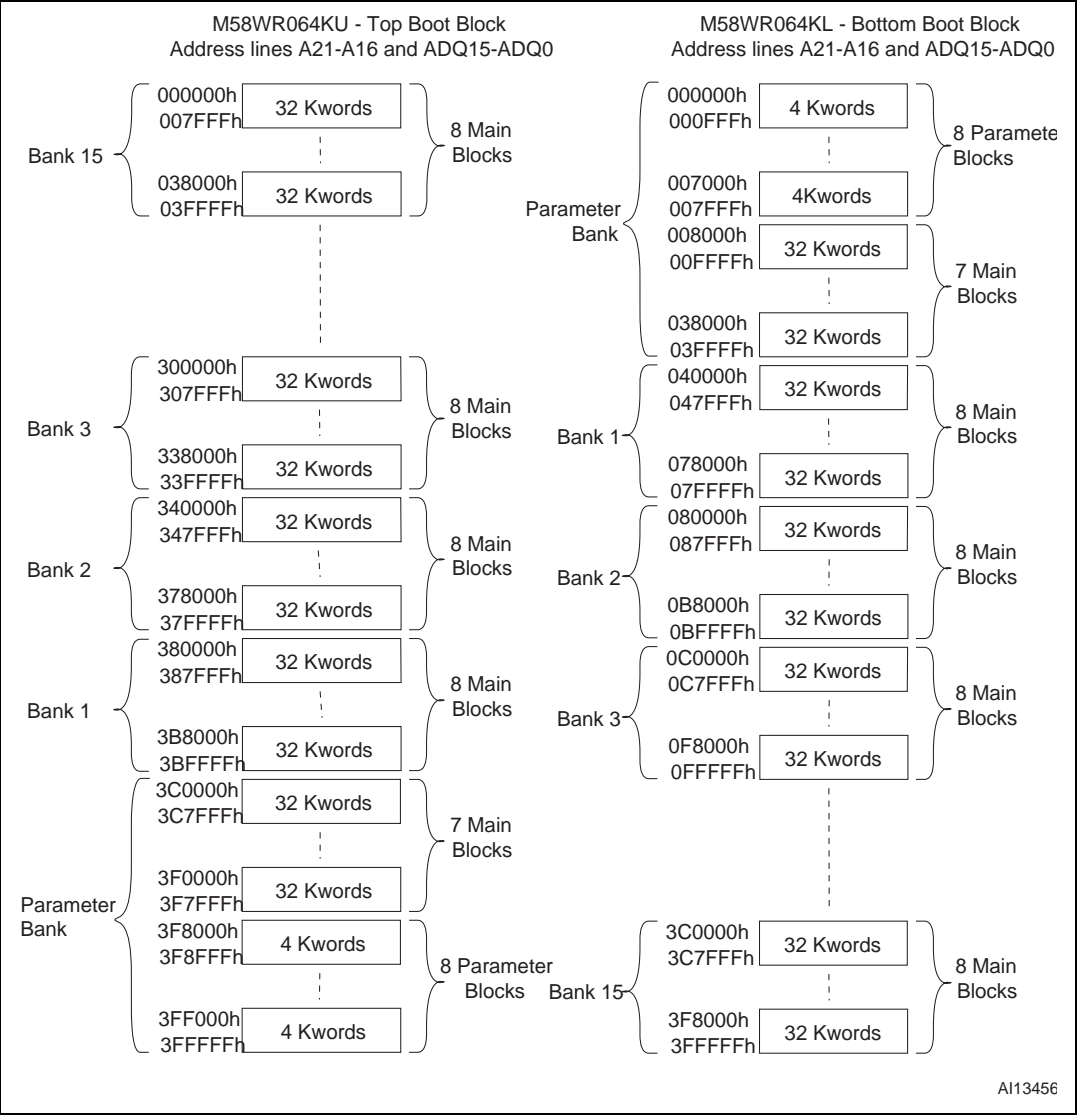 M58WR064KU - Top Boot Block
Address lines A21-A16 and ADQ15-ADQ0
000000h
007FFFh
32 Kwords
8 Main
Blocks
Bank 15
038000h
03FFFFh
32 Kwords
300000h
307FFFh
32 Kwords
8 Main
Blocks
Bank 3
338000h
33FFFFh
32 Kwords
340000h
347FFFh
32 Kwords
8 Main
Blocks
Bank 2
378000h
37FFFFh
32 Kwords
380000h
387FFFh
32 Kwords
8 Main
Blocks
Bank 1
3B8000h
3BFFFFh
32 Kwords
3C0000h
3C7FFFh
32 Kwords
7 Main
Blocks
3F0000h
3F7FFFh
32 Kwords
Parameter
Bank
3F8000h
3F8FFFh
4 Kwords
8 Parameter
Blocks
3FF000h
3FFFFFh
4 Kwords
M58WR064KL - Bottom Boot Block
Address lines A21-A16 and ADQ15-ADQ0
000000h
000FFFh
4 Kwords
8 Paramete
Blocks
007000h
007FFFh
4Kwords
Parameter
Bank
008000h
00FFFFh
32 Kwords
7 Main
Blocks
038000h
03FFFFh
32 Kwords
040000h
047FFFh
32 Kwords
8 Main
Blocks
Bank 1
078000h
07FFFFh
32 Kwords
080000h
087FFFh
32 Kwords
8 Main
Blocks
Bank 2
0B8000h
0BFFFFh
32 Kwords
0C0000h
0C7FFFh
32 Kwords
8 Main
Blocks
Bank 3
0F8000h
0FFFFFh
32 Kwords
3C0000h
3C7FFFh
32 Kwords
8 Main
Blocks
Bank 15
3F8000h
3FFFFFh
32 Kwords
AI13456